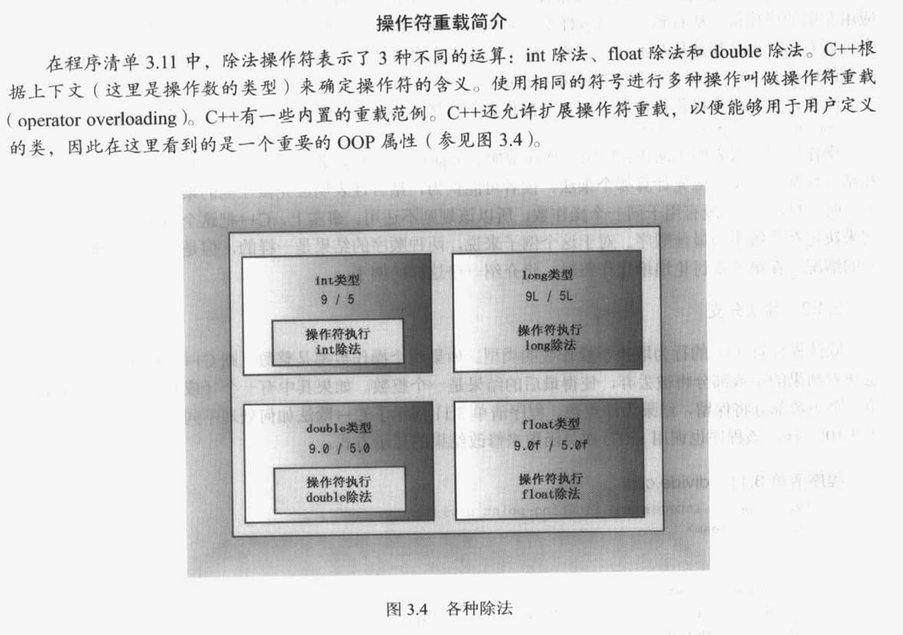 操作符重载简介
在程序清单 3.11 中，除法操作符表示了 3 种不同的运算：int 除法、float 除法和 double 除法。C++根
据上下文（这里是操作数的类型）来确定操作符的含义。使用相同的符号进行多种操作叫做操作符重载
（operator overloading）。C++有一些内置的重载范例。C++还允许扩展操作符重载，以便能够用于用户定义
的类，因此在这里看到的是一个重要的 OOP 属性（参见图 3.4）。
int类型
9 / 5
操作符执行
int除法
long类型
9L / 5L
操作符执行
long除法
double类型
9.0 / 5.0
操作符执行
double除法
float类型
9.0f / 5.0f
操作符执行
float除法
图 3.4 各种除法